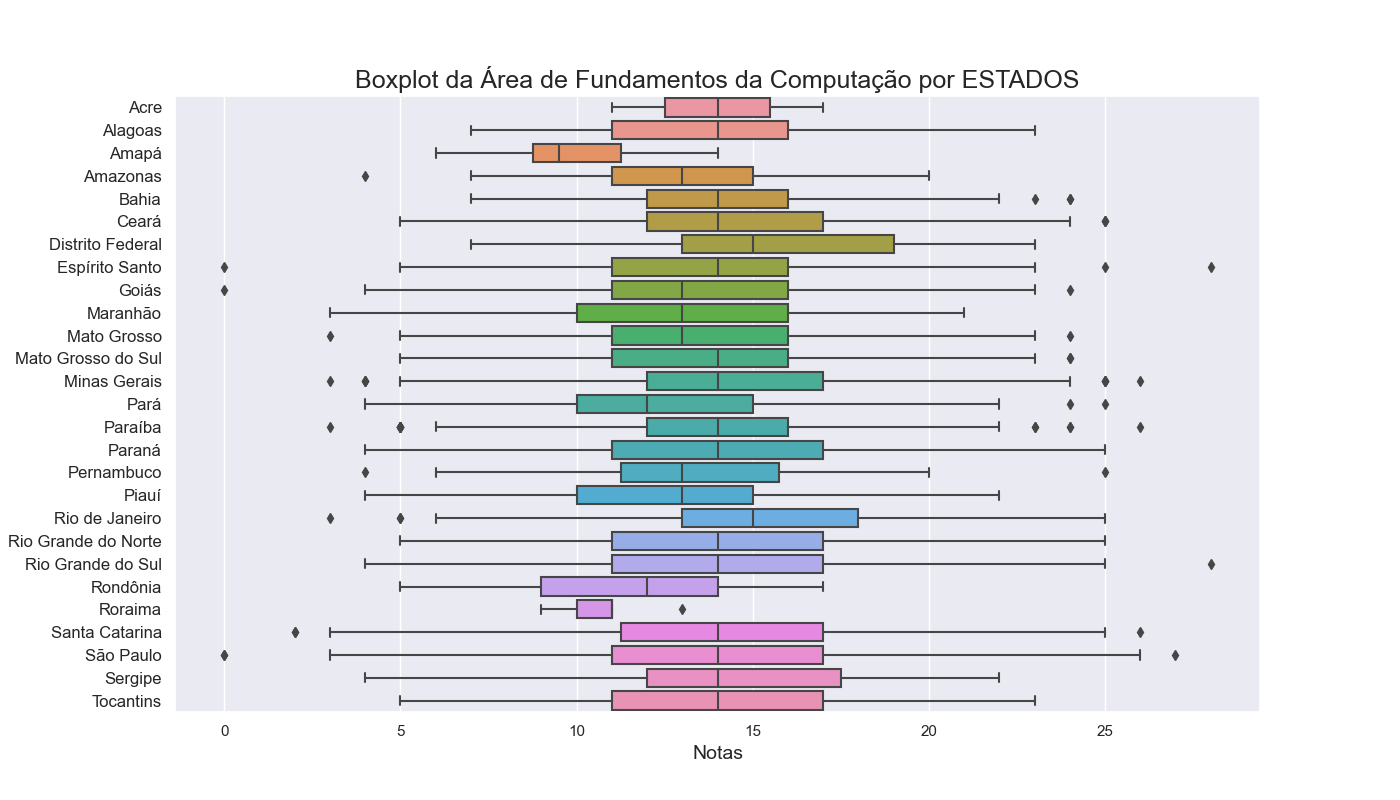 Boxplot da Área de Fundamentos da Computação por ESTADOS
Acre
Alagoas
Amapá
Amazonas
Bahia
Ceará
Distrito Federal
Espírito Santo
Goiás
Maranhão
Mato Grosso
Mato Grosso do Sul
Minas Gerais
Pará
Paraíba
Paraná
Pernambuco
Piauí
Rio de Janeiro
Rio Grande do Norte
Rio Grande do Sul
Rondônia
Roraima
Santa Catarina
São Paulo
Sergipe
Tocantins
0 5 10 15 20 25
Notas